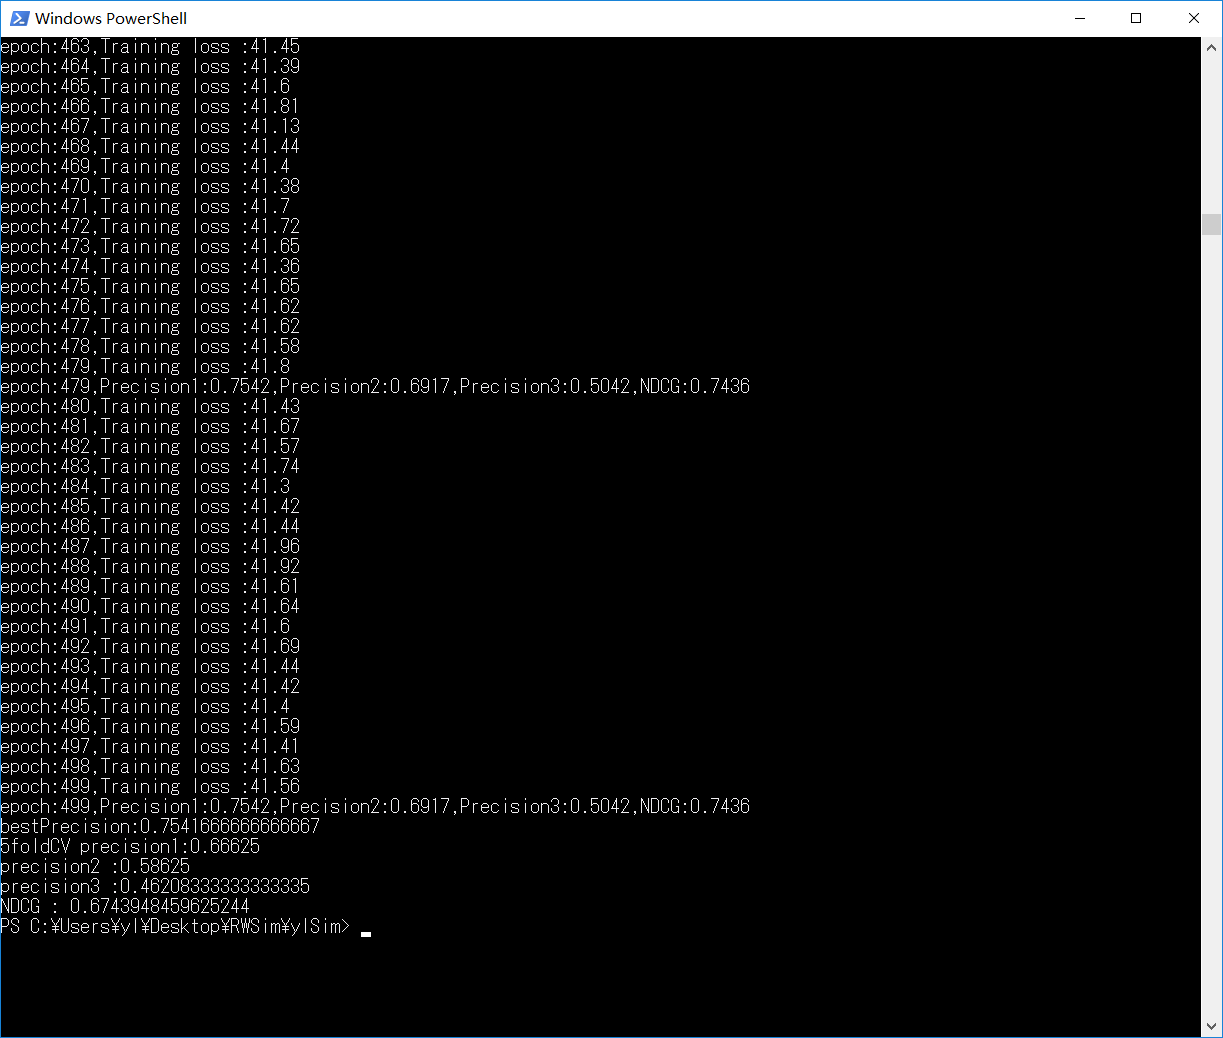 Windows PowerShell
epoch:463,Training loss :41.45
epoch:464,Training loss :41.39
epoch:465,Training loss :41.6
epoch:466,Training loss :41.81
epoch:467,Training loss :41.13
epoch:468,Training loss :41.44
epoch:469,Training loss :41.4
epoch:470,Training loss :41.38
epoch:471,Training loss :41.7
epoch:472,Training loss :41.72
epoch:473,Training loss :41.65
epoch:474,Training loss :41.36
epoch:475,Training loss :41.65
epoch:476,Training loss :41.62
epoch:477,Training loss :41.62
epoch:478,Training loss :41.58
epoch:479,Training loss :41.8
epoch:479,Precision1:0.7542,Precision2:0.6917,Precision3:0.5042,NDCG:0.7436
epoch:480,Training loss :41.43
epoch:481,Training loss :41.67
epoch:482,Training loss :41.57
epoch:483,Training loss :41.74
epoch:484,Training loss :41.3
epoch:485,Training loss :41.42
epoch:486,Training loss :41.44
epoch:487,Training loss :41.96
epoch:488,Training loss :41.92
epoch:489,Training loss :41.61
epoch:490,Training loss :41.64
epoch:491,Training loss :41.6
epoch:492,Training loss :41.69
epoch:493,Training loss :41.44
epoch:494,Training loss :41.42
epoch:495,Training loss :41.4
epoch:496,Training loss :41.59
epoch:497,Training loss :41.41
epoch:498,Training loss :41.63
epoch:499,Training loss :41.56
epoch:499,Precision1:0.7542,Precision2:0.6917,Precision3:0.5042,NDCG:0.7436
bestPrecision:0.7541666666666667
5foldCV precision1:0.66625
precision2 :0.58625
precision3 :0.46208333333333335
NDCG : 0.6743948459625244
PS C:¥Users¥yl¥Desktop¥RWSim¥ylSim>